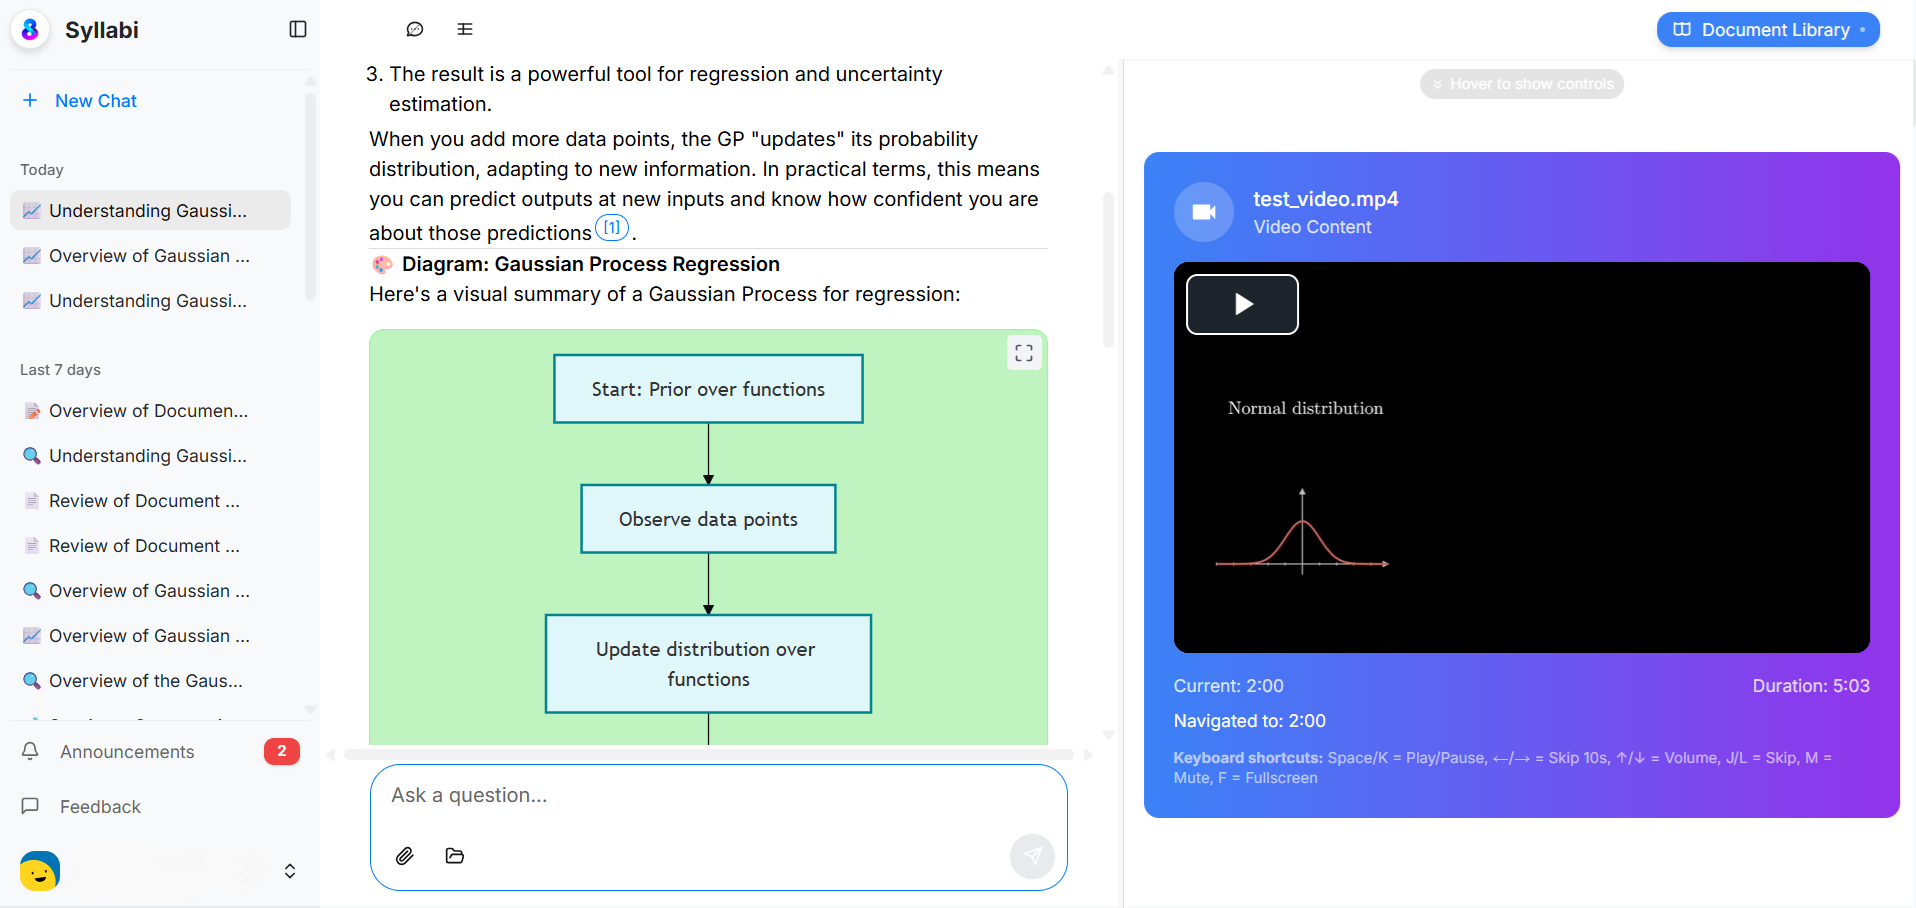 Syllabi
New Chat
Today
Understanding Gaussi...
Overview of Gaussian ...
Understanding Gaussi...
Last 7 days
Overview of Documen...
Understanding Gaussi...
Review of Document ...
Review of Document ...
Overview of Gaussian ...
Overview of Gaussian ...
Overview of the Gaus...
Announcements
2
Feedback
3. The result is a powerful tool for regression and uncertainty
estimation.
When you add more data points, the GP "updates" its probability
distribution, adapting to new information. In practical terms, this means
you can predict outputs at new inputs and know how confident you are
about those predictions [1] .
Diagram: Gaussian Process Regression
Here's a visual summary of a Gaussian Process for regression:
Start: Prior over functions
Observe data points
Update distribution over
functions
Ask a question...
Document Library
Hover to show controls
test_video.mp4
Video Content
Normal distribution
Current: 2:00
Duration: 5:03
Navigated to: 2:00
Keyboard shortcuts: Space/K = Play/Pause, ←/→ = Skip 10s, ↑/↓ = Volume, J/L = Skip, M =
Mute, F = Fullscreen